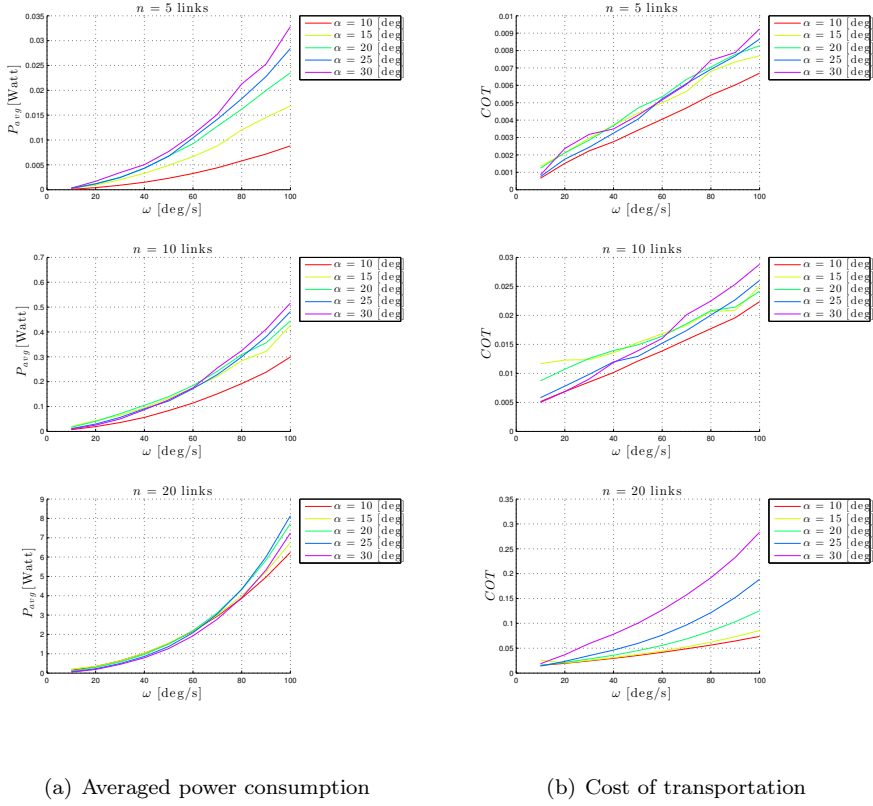 n = 5 links
0.035
0.03
0.025
0.02
0.015
0.01
0.005
0
P_avg[Watt]
0 20 40 60 80 100
ω [deg/s]
α = 10 [deg]
α = 15 [deg]
α = 20 [deg]
α = 25 [deg]
α = 30 [deg]
n = 5 links
0.01
0.009
0.008
0.007
0.006
0.005
0.004
0.003
0.002
0.001
0
COT
0 20 40 60 80 100
ω [deg/s]
α = 10 [deg]
α = 15 [deg]
α = 20 [deg]
α = 25 [deg]
α = 30 [deg]
n = 10 links
0.7
0.6
0.5
0.4
0.3
0.2
0.1
0
P_avg[Watt]
0 20 40 60 80 100
ω [deg/s]
α = 10 [deg]
α = 15 [deg]
α = 20 [deg]
α = 25 [deg]
α = 30 [deg]
n = 10 links
0.03
0.025
0.02
0.015
0.01
0.005
0
COT
0 20 40 60 80 100
ω [deg/s]
α = 10 [deg]
α = 15 [deg]
α = 20 [deg]
α = 25 [deg]
α = 30 [deg]
n = 20 links
9
8
7
6
5
4
3
2
1
0
P_avg[Watt]
0 20 40 60 80 100
ω [deg/s]
α = 10 [deg]
α = 15 [deg]
α = 20 [deg]
α = 25 [deg]
α = 30 [deg]
n = 20 links
0.35
0.3
0.25
0.2
0.15
0.1
0.05
0
COT
0 20 40 60 80 100
ω [deg/s]
α = 10 [deg]
α = 15 [deg]
α = 20 [deg]
α = 25 [deg]
α = 30 [deg]
(a) Averaged power consumption
(b) Cost of transportation